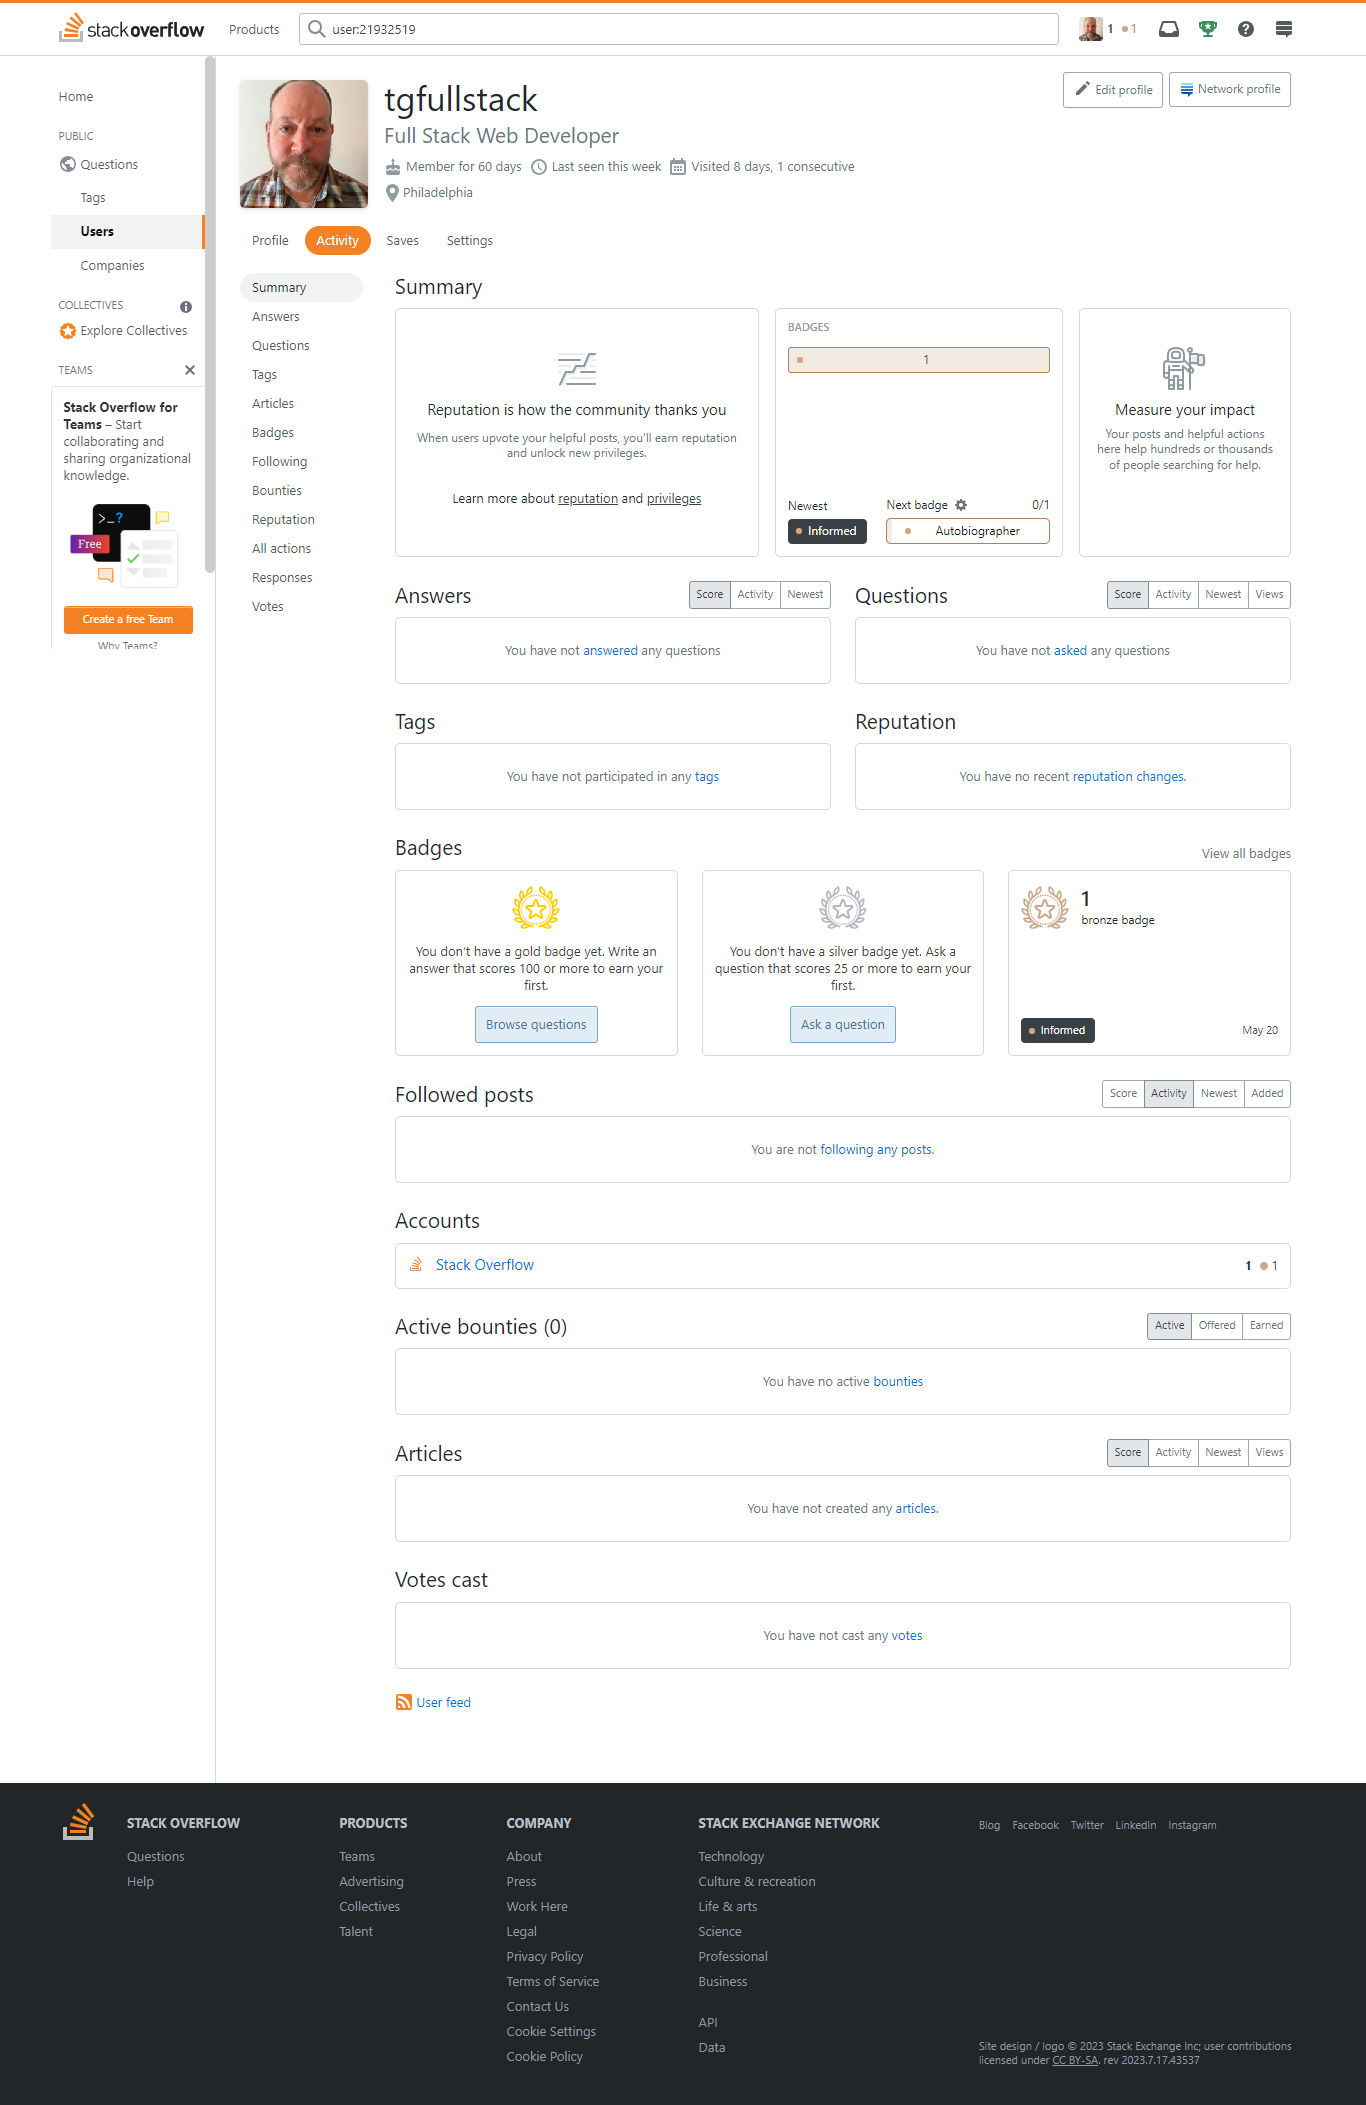 stackoverflow
Products
user:21932519
1 1
Home
PUBLIC
Questions
Tags
Users
Companies
COLLECTIVES
Explore Collectives
TEAMS
Stack Overflow for
Teams – Start
collaborating and
sharing organizational
knowledge.
>_?
Free
Create a free Team
Why Teams?
tgfullstack
Full Stack Web Developer
Member for 60 days Last seen this week Visited 8 days, 1 consecutive
Philadelphia
Edit profile
Network profile
Profile Activity Saves Settings
Summary
Answers
Questions
Tags
Articles
Badges
Following
Bounties
Reputation
All actions
Responses
Votes
Summary
Reputation is how the community thanks you
When users upvote your helpful posts, you'll earn reputation
and unlock new privileges.
Learn more about reputation and privileges
BADGES
1
Newest
Informed
Next badge 0/1
Autobiographer
Measure your impact
Your posts and helpful actions
here help hundreds or thousands
of people searching for help.
Answers
Score Activity Newest
You have not answered any questions
Questions
Score Activity Newest Views
You have not asked any questions
Tags
You have not participated in any tags
Reputation
You have no recent reputation changes.
Badges
View all badges
You don't have a gold badge yet. Write an
answer that scores 100 or more to earn your
first.
Browse questions
You don't have a silver badge yet. Ask a
question that scores 25 or more to earn your
first.
Ask a question
1
bronze badge
Informed
May 20
Followed posts
Score Activity Newest Added
You are not following any posts.
Accounts
Stack Overflow
1 1
Active bounties (0)
Active Offered Earned
You have no active bounties
Articles
Score Activity Newest Views
You have not created any articles.
Votes cast
You have not cast any votes
User feed
STACK OVERFLOW
Questions
Help
PRODUCTS
Teams
Advertising
Collectives
Talent
COMPANY
About
Press
Work Here
Legal
Privacy Policy
Terms of Service
Contact Us
Cookie Settings
Cookie Policy
STACK EXCHANGE NETWORK
Technology
Culture & recreation
Life & arts
Science
Professional
Business
API
Data
Blog Facebook Twitter LinkedIn Instagram
Site design / logo © 2023 Stack Exchange Inc; user contributions
licensed under CC BY-SA. rev 2023.7.17.43537